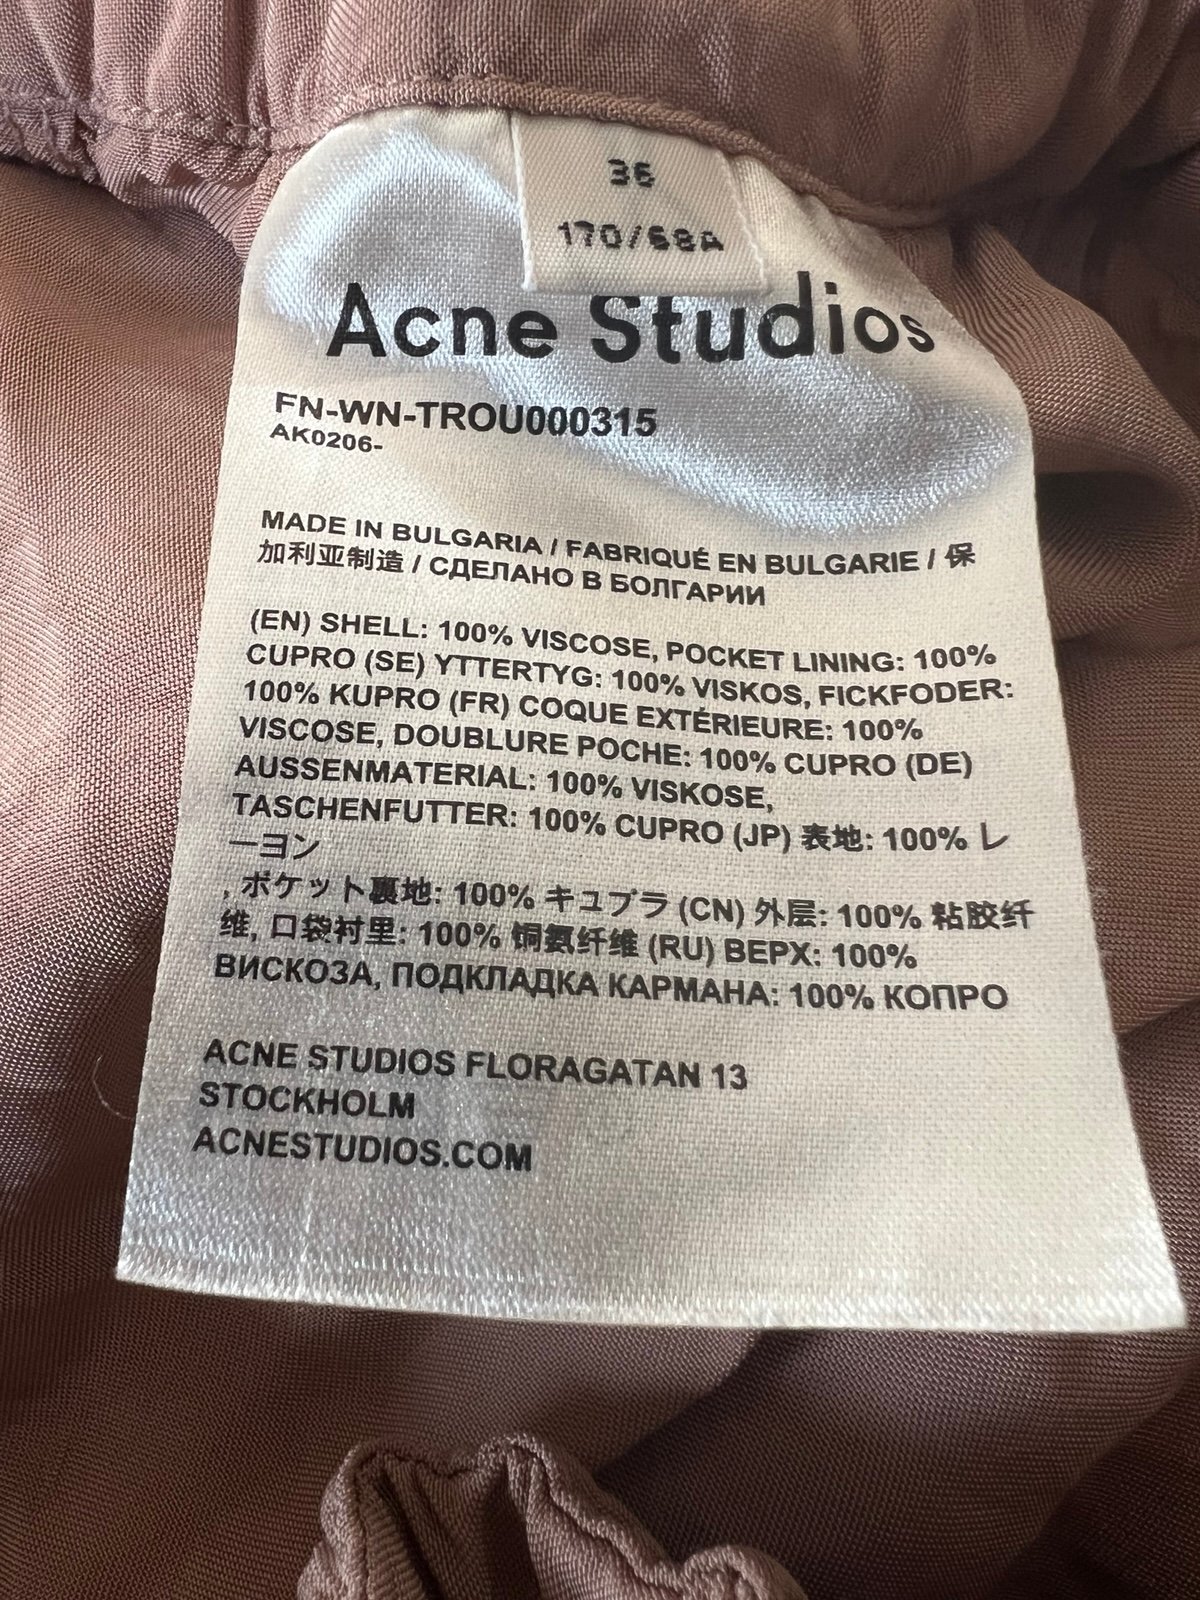 36
170/68A
Acne Studios
FN-WN-TROU000315
AK0206-
MADE IN BULGARIA / FABRIQUÉ EN BULGARIE / 保
加利亚制造 / СДЕЛАНО В БОЛГАРИИ
(EN) SHELL: 100% VISCOSE, POCKET LINING: 100%
CUPRO (SE) YTTERTYG: 100% VISKOS, FICKFODER:
100% KUPRO (FR) COQUE EXTÉRIEURE: 100%
VISCOSE, DOUBLURE POCHE: 100% CUPRO (DE)
AUSSENMATERIAL: 100% VISKOSE,
TASCHENFUTTER: 100% CUPRO (JP) 表地: 100% レ
ーヨン
, ポケット裏地: 100% キュプラ (CN) 外层: 100% 粘胶纤
维, 口袋衬里: 100% 铜氨纤维 (RU) ВЕРХ: 100%
ВИСКОЗА, ПОДКЛАДКА КАРМАНА: 100% КОПРО
ACNE STUDIOS FLORAGATAN 13
STOCKHOLM
ACNESTUDIOS.COM